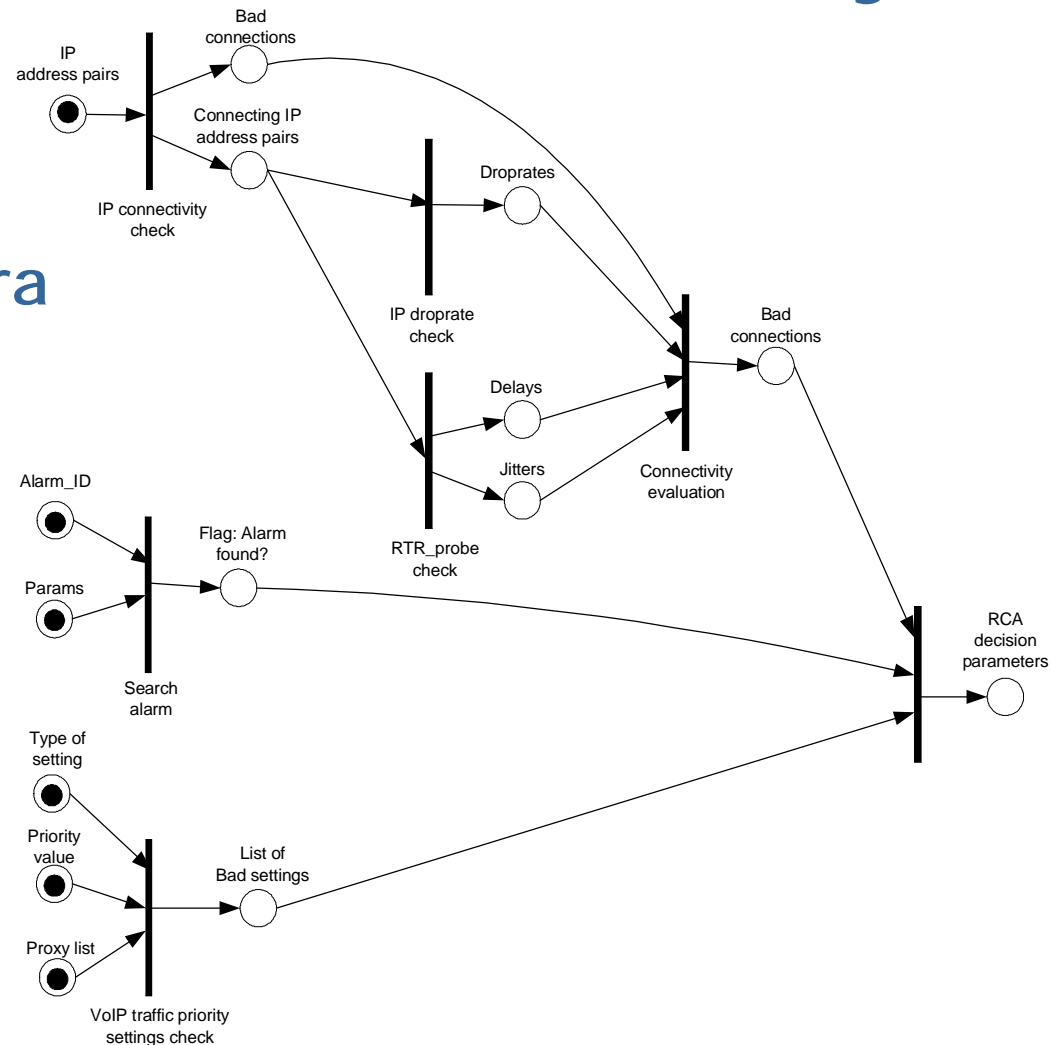 Bad
connections
IP
address pairs
Connecting IP
address pairs
IP connectivity
check
Droprates
ra
IP droprate
check
Bad
connections
Delays
Jitters
Connectivity
evaluation
RTR_probe
check
Alarm_ID
Params
Flag: Alarm
found?
Search
alarm
RCA
decision
parameters
Type of
setting
Priority
value
Proxy list
List of
Bad settings
VoIP traffic priority
settings check